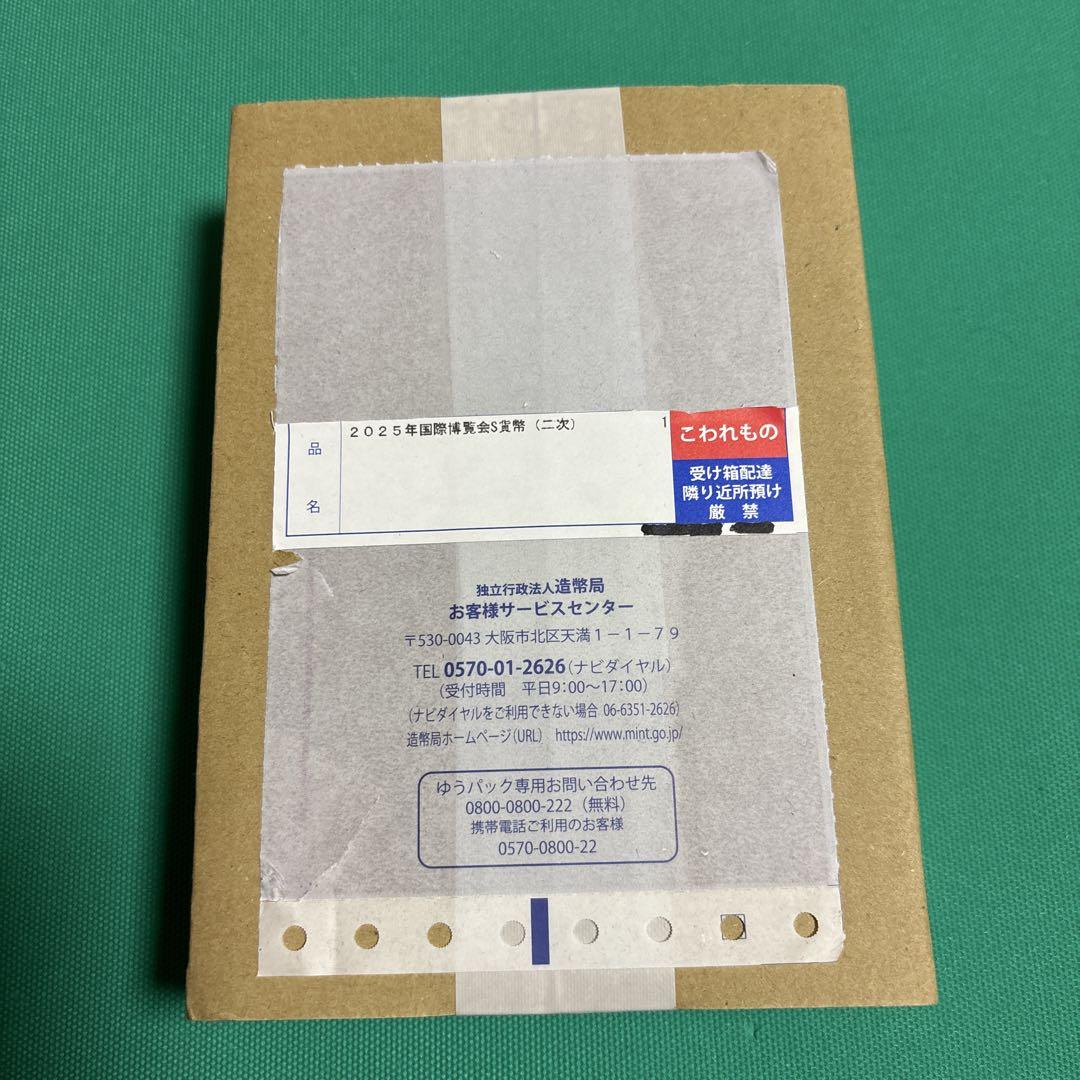 品名
２０２５年国際博覧会S貨幣（二次） 1
こわれもの
受け箱配達
隣り近所預け
厳　禁
独立行政法人造幣局
お客様サービスセンター
〒530-0043 大阪市北区天満１－１－７９
TEL 0570-01-2626（ナビダイヤル）
（受付時間　平日9：00～17：00）
（ナビダイヤルをご利用できない場合 06-6351-2626）
造幣局ホームページ（URL）　https://www.mint.go.jp/
ゆうパック専用お問い合わせ先
0800-0800-222（無料）
携帯電話ご利用のお客様
0570-0800-22